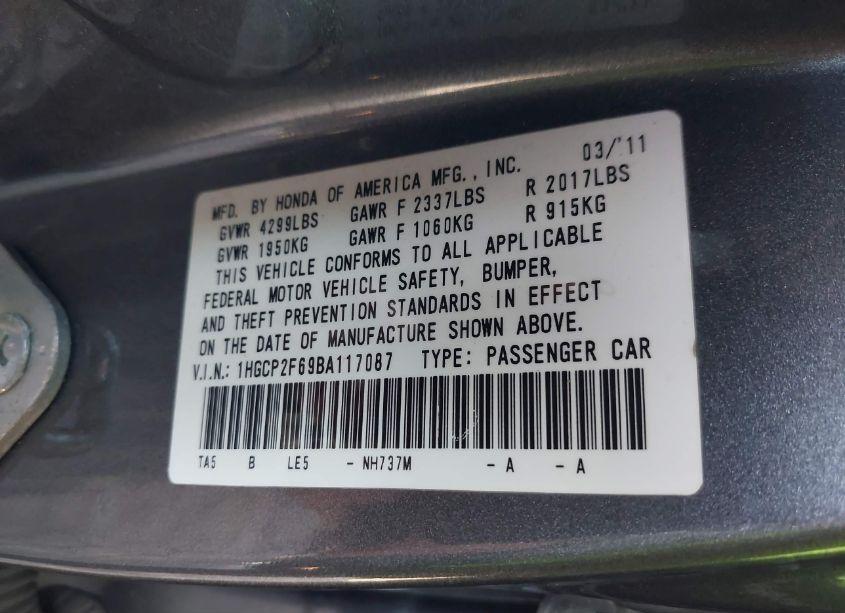 MFD. BY HONDA OF AMERICA MFG., INC. 03/'11
GVWR 4299LBS GAWR F 2337LBS R 2017LBS
GVWR 1950KG GAWR F 1060KG R 915KG
THIS VEHICLE CONFORMS TO ALL APPLICABLE
FEDERAL MOTOR VEHICLE SAFETY, BUMPER,
AND THEFT PREVENTION STANDARDS IN EFFECT
ON THE DATE OF MANUFACTURE SHOWN ABOVE.
V.I.N.: 1HGCP2F69BA117087 TYPE: PASSENGER CAR
TA5 B LE5 - NH737M - A - A